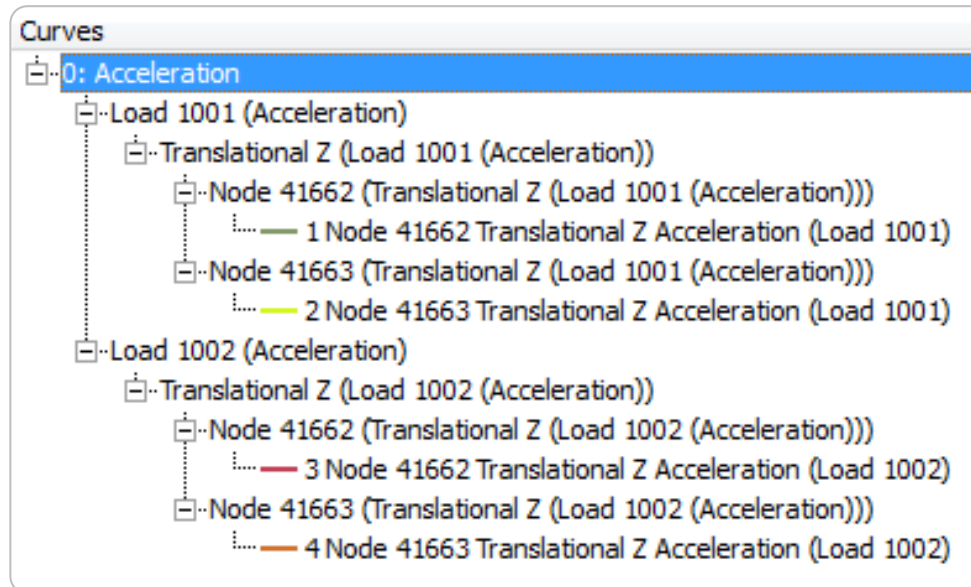 Curves
0: Acceleration
Load 1001 (Acceleration)
Translational Z (Load 1001 (Acceleration))
Node 41662 (Translational Z (Load 1001 (Acceleration)))
1 Node 41662 Translational Z Acceleration (Load 1001)
Node 41663 (Translational Z (Load 1001 (Acceleration)))
2 Node 41663 Translational Z Acceleration (Load 1001)
Load 1002 (Acceleration)
Translational Z (Load 1002 (Acceleration))
Node 41662 (Translational Z (Load 1002 (Acceleration)))
3 Node 41662 Translational Z Acceleration (Load 1002)
Node 41663 (Translational Z (Load 1002 (Acceleration)))
4 Node 41663 Translational Z Acceleration (Load 1002)